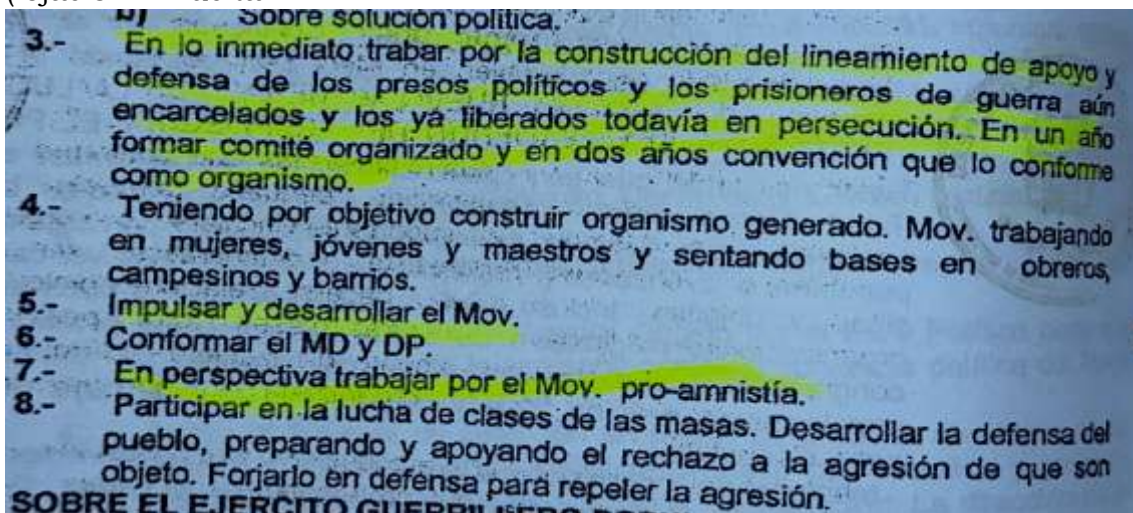 b) Sobre solución política.
3.- En lo inmediato trabar por la construcción del lineamiento de apoyo y
defensa de los presos políticos y los prisioneros de guerra aún
encarcelados y los ya liberados todavía en persecución. En un año
formar comité organizado y en dos años convención que lo conforme
como organismo.
4.- Teniendo por objetivo construir organismo generado. Mov. trabajando
en mujeres, jóvenes y maestros y sentando bases en obreros,
campesinos y barrios.
5.- Impulsar y desarrollar el Mov.
6.- Conformar el MD y DP.
7.- En perspectiva trabajar por el Mov. pro-amnistía.
8.- Participar en la lucha de clases de las masas. Desarrollar la defensa del
pueblo, preparando y apoyando el rechazo a la agresión de que son
objeto. Forjarlo en defensa para repeler la agresión.
SOBRE EL EJERCITO GUERRILLERO